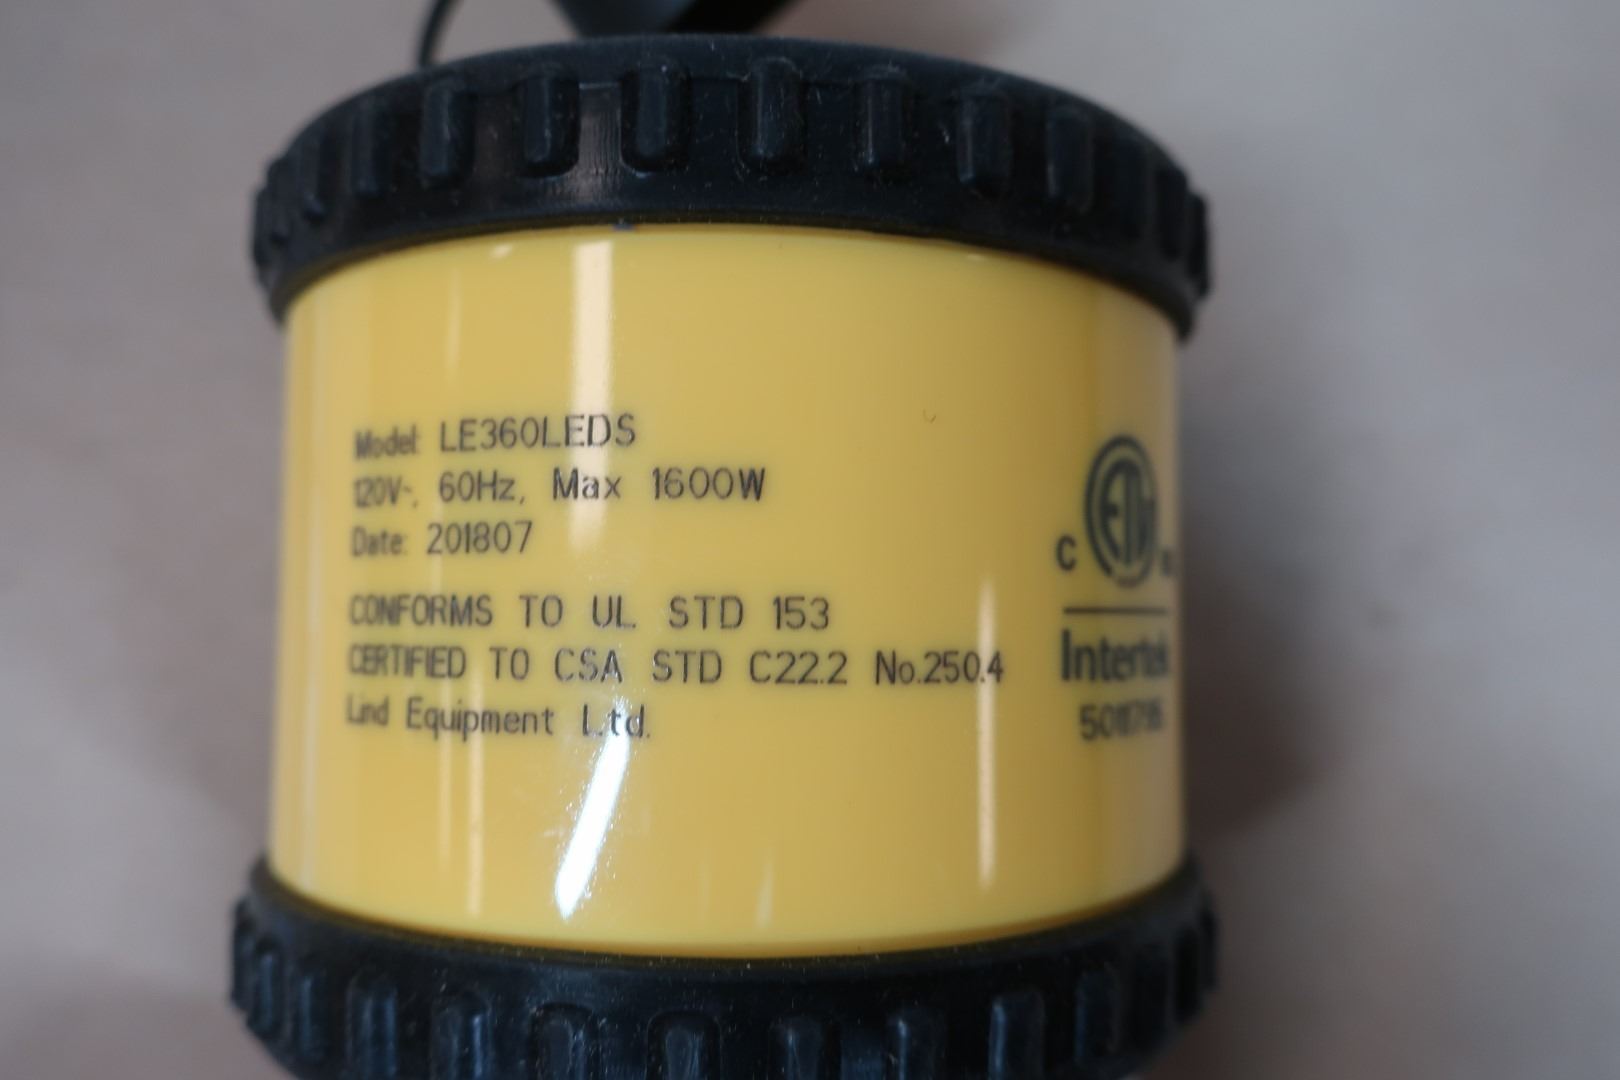 Model: LE360LEDS
120V~, 60Hz, Max 1600W
Date: 201807
CONFORMS TO UL STD 153
CERTIFIED TO CSA STD C22.2 No.250.4
Lind Equipment Ltd.
C ETL
Intertek